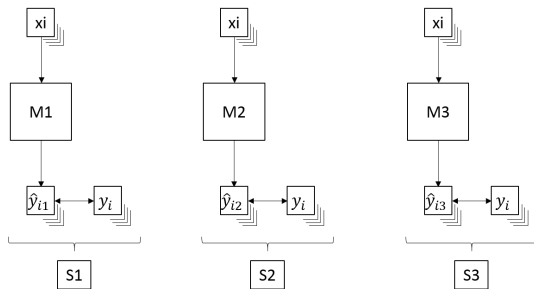 xi xi xi
M1 M2 M3
ŷᵢ₁ yᵢ ŷᵢ₂ yᵢ ŷᵢ₃ yᵢ
S1 S2 S3